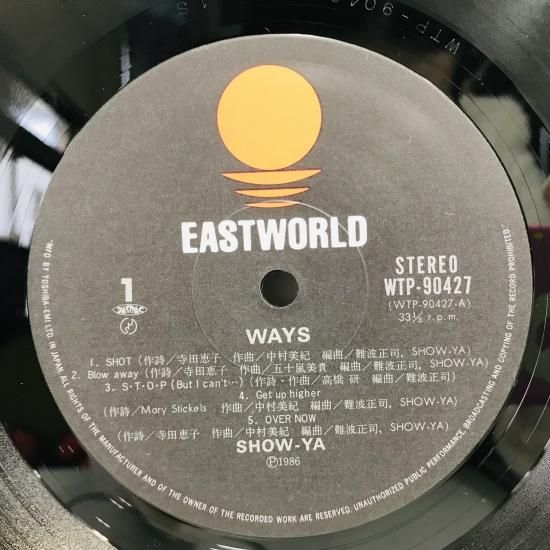 WTP-90427
EASTWORLD
STEREO
WTP-90427
(WTP-90427-A)
33⅓ r.p.m.
1
WAYS
1. SHOT (作詩/寺田恵子 作曲/中村美紀 編曲/難波正司, SHOW-YA)
2. Blow away (作詩/寺田恵子 作曲/五十嵐美貴 編曲/難波正司, SHOW-YA)
3. S・T・O・P (But I can't…) (作詩・作曲/高橋 研 編曲/難波正司, SHOW-YA)
4. Get up higher
(作詩/Mary Stickels 作曲/中村美紀 編曲/難波正司, SHOW-YA)
5. OVER NOW
(作詩/寺田恵子 作曲/中村美紀 編曲/難波正司, SHOW-YA)
SHOW-YA
Ⓟ1986
"MFD BY TOSHIBA-EMI LTD. IN JAPAN ALL RIGHTS OF THE MANUFACTURER AND OF THE OWNER OF THE RECORDED WORK ARE RESERVED. UNAUTHORIZED PUBLIC PERFORMANCE, BROADCASTING AND COPYING OF THE RECORD PROHIBITED"